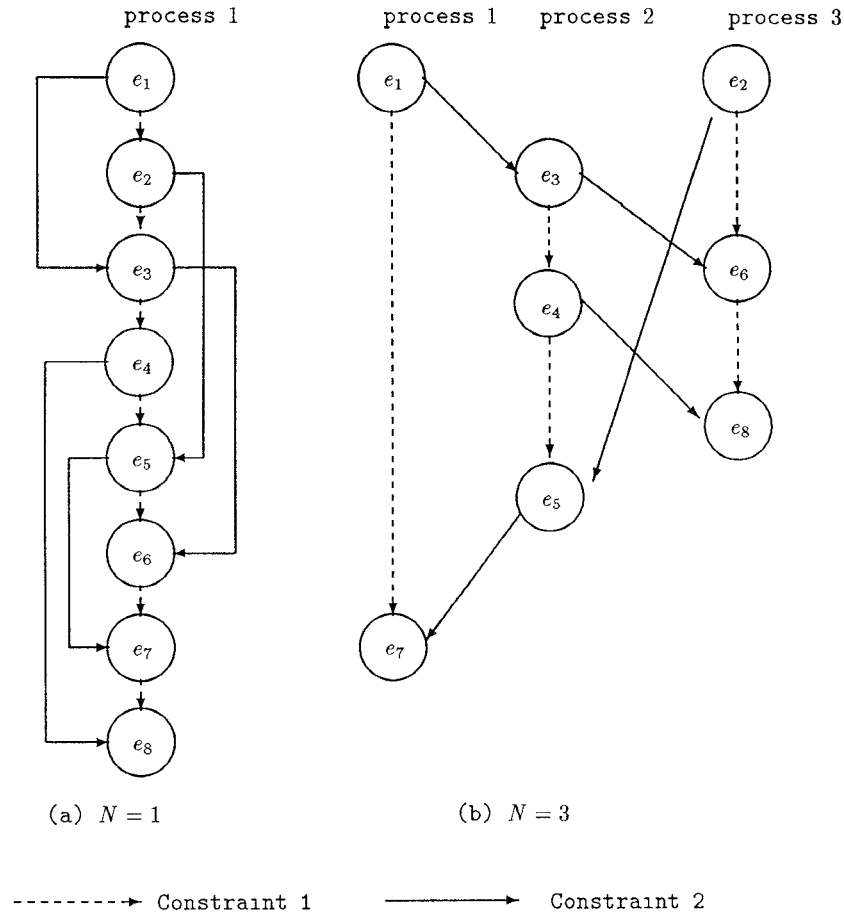 process 1
process 1 process 2 process 3
e1
e2
e3
e4
e5
e6
e7
e8
e1
e2
e3
e6
e4
e8
e5
e7
(a) N = 1
(b) N = 3
Constraint 1
Constraint 2